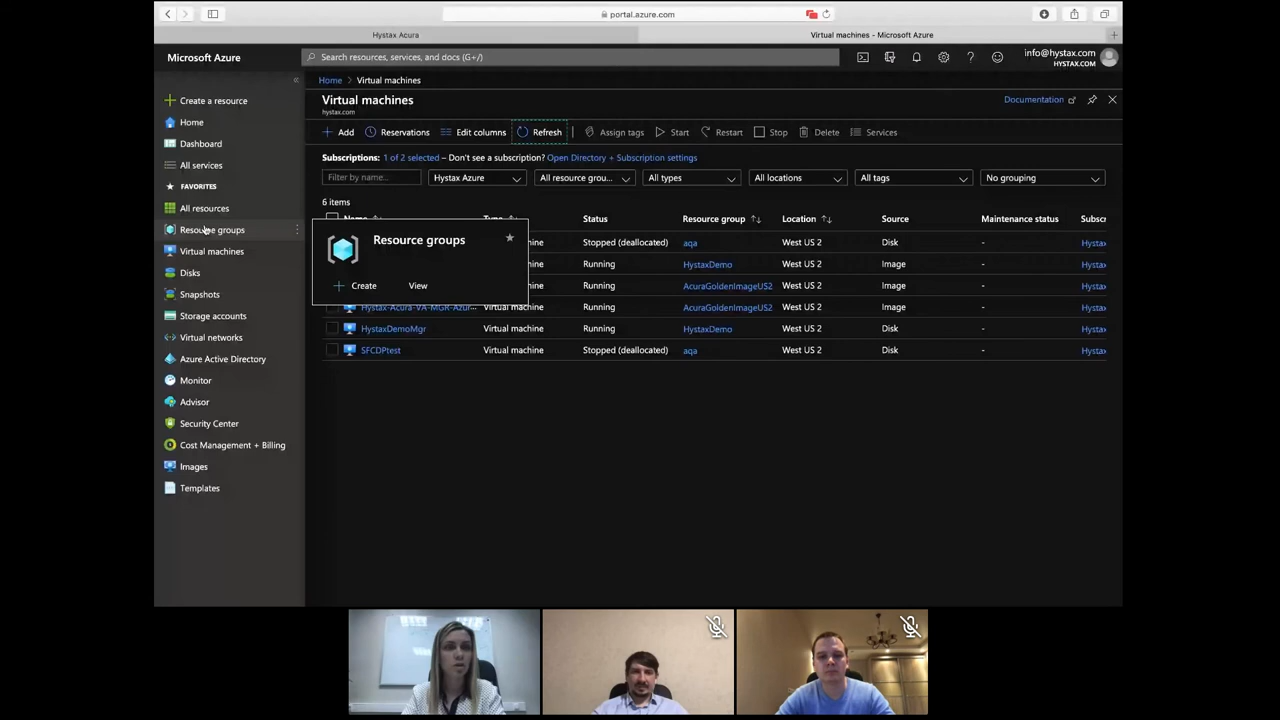 portal.azure.com
Hystax Acura
Virtual machines - Microsoft Azure
Microsoft Azure
Search resources, services, and docs (G+/)
info@hystax.com
HYSTAX.COM
Create a resource
Home
Dashboard
All services
FAVORITES
All resources
Resource groups
Virtual machines
Disks
Snapshots
Storage accounts
Virtual networks
Azure Active Directory
Monitor
Advisor
Security Center
Cost Management + Billing
Images
Templates
Home > Virtual machines
Virtual machines
hystax.com
Documentation
Add Reservations Edit columns Refresh Assign tags Start Restart Stop Delete Services
Subscriptions: 1 of 2 selected – Don't see a subscription? Open Directory + Subscription settings
Filter by name... Hystax Azure All resource grou... All types All locations All tags No grouping
6 items
Status Resource group Location Source Maintenance status Subscr
Stopped (deallocated) aqa West US 2 Disk - Hystax
Running HystaxDemo West US 2 Image - Hystax
Running AcuraGoldenImageUS2 West US 2 Image - Hystax
Hystax-Acura-VA-MGR-Azur... Virtual machine Running AcuraGoldenImageUS2 West US 2 Image - Hystax
HystaxDemoMgr Virtual machine Running HystaxDemo West US 2 Disk - Hystax
SFCDPtest Virtual machine Stopped (deallocated) aqa West US 2 Disk - Hystax
Resource groups
Create View